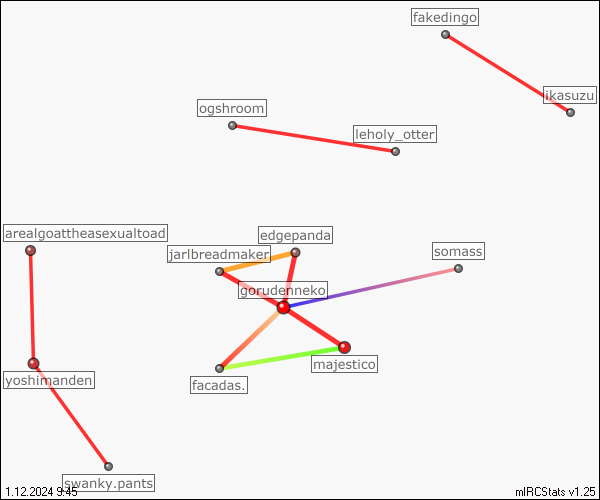 fakedingo
ikasuzu
ogshroom
leholy_otter
arealgoattheasexualtoad
edgepanda
jarlbreadmaker
somass
gorudenneko
majestico
yoshimanden
facadas.
swanky.pants
1.12.2024 9:45
mIRCStats v1.25